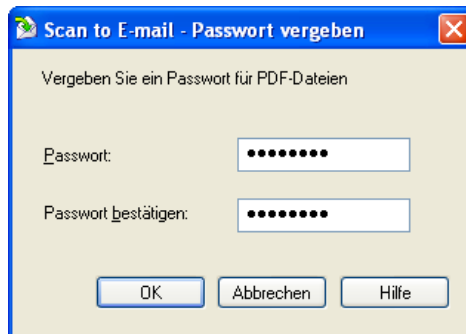 Scan to E-mail - Passwort vergeben
Vergeben Sie ein Passwort für PDF-Dateien
Passwort: ●●●●●●●●
Passwort bestätigen: ●●●●●●●●
OK Abbrechen Hilfe